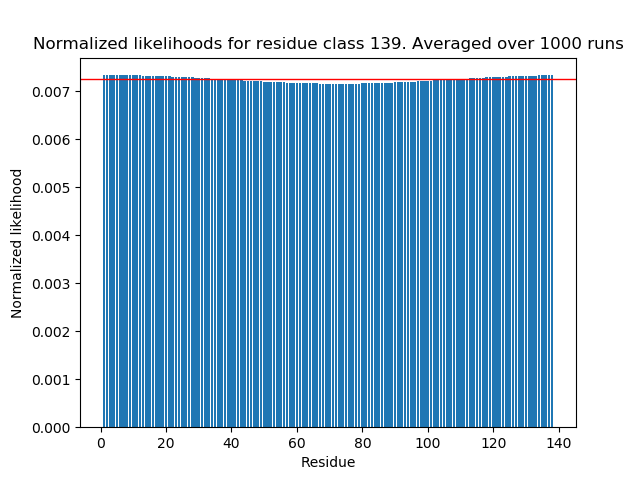 Normalized likelihoods for residue class 139. Averaged over 1000 runs
0.007
0.006
0.005
0.004
0.003
0.002
0.001
0.000
Normalized likelihood
0 20 40 60 80 100 120 140
Residue